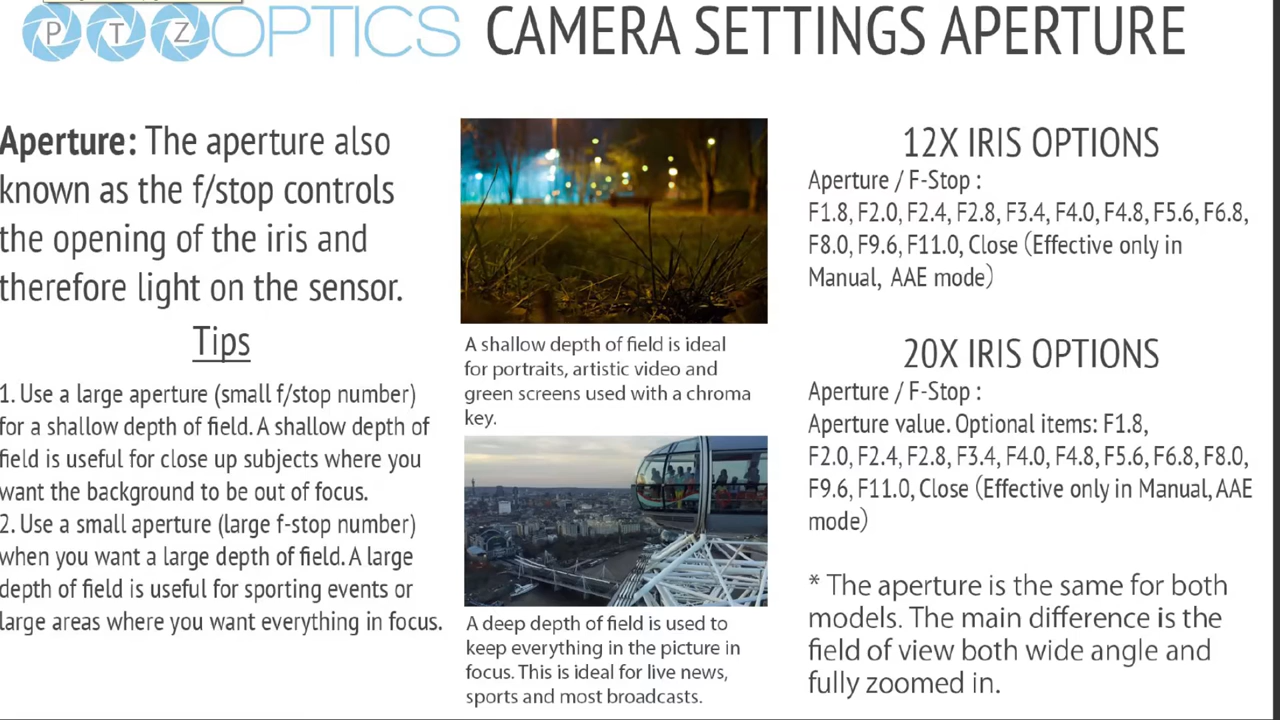 PTZOPTICS CAMERA SETTINGS APERTURE
Aperture: The aperture also
known as the f/stop controls
the opening of the iris and
therefore light on the sensor.
Tips
1. Use a large aperture (small f/stop number)
for a shallow depth of field. A shallow depth of
field is useful for close up subjects where you
want the background to be out of focus.
2. Use a small aperture (large f-stop number)
when you want a large depth of field. A large
depth of field is useful for sporting events or
large areas where you want everything in focus.
A shallow depth of field is ideal
for portraits, artistic video and
green screens used with a chroma
key.
A deep depth of field is used to
keep everything in the picture in
focus. This is ideal for live news,
sports and most broadcasts.
12X IRIS OPTIONS
Aperture / F-Stop :
F1.8, F2.0, F2.4, F2.8, F3.4, F4.0, F4.8, F5.6, F6.8,
F8.0, F9.6, F11.0, Close (Effective only in
Manual, AAE mode)
20X IRIS OPTIONS
Aperture / F-Stop :
Aperture value. Optional items: F1.8,
F2.0, F2.4, F2.8, F3.4, F4.0, F4.8, F5.6, F6.8, F8.0,
F9.6, F11.0, Close (Effective only in Manual, AAE
mode)
* The aperture is the same for both
models. The main difference is the
field of view both wide angle and
fully zoomed in.